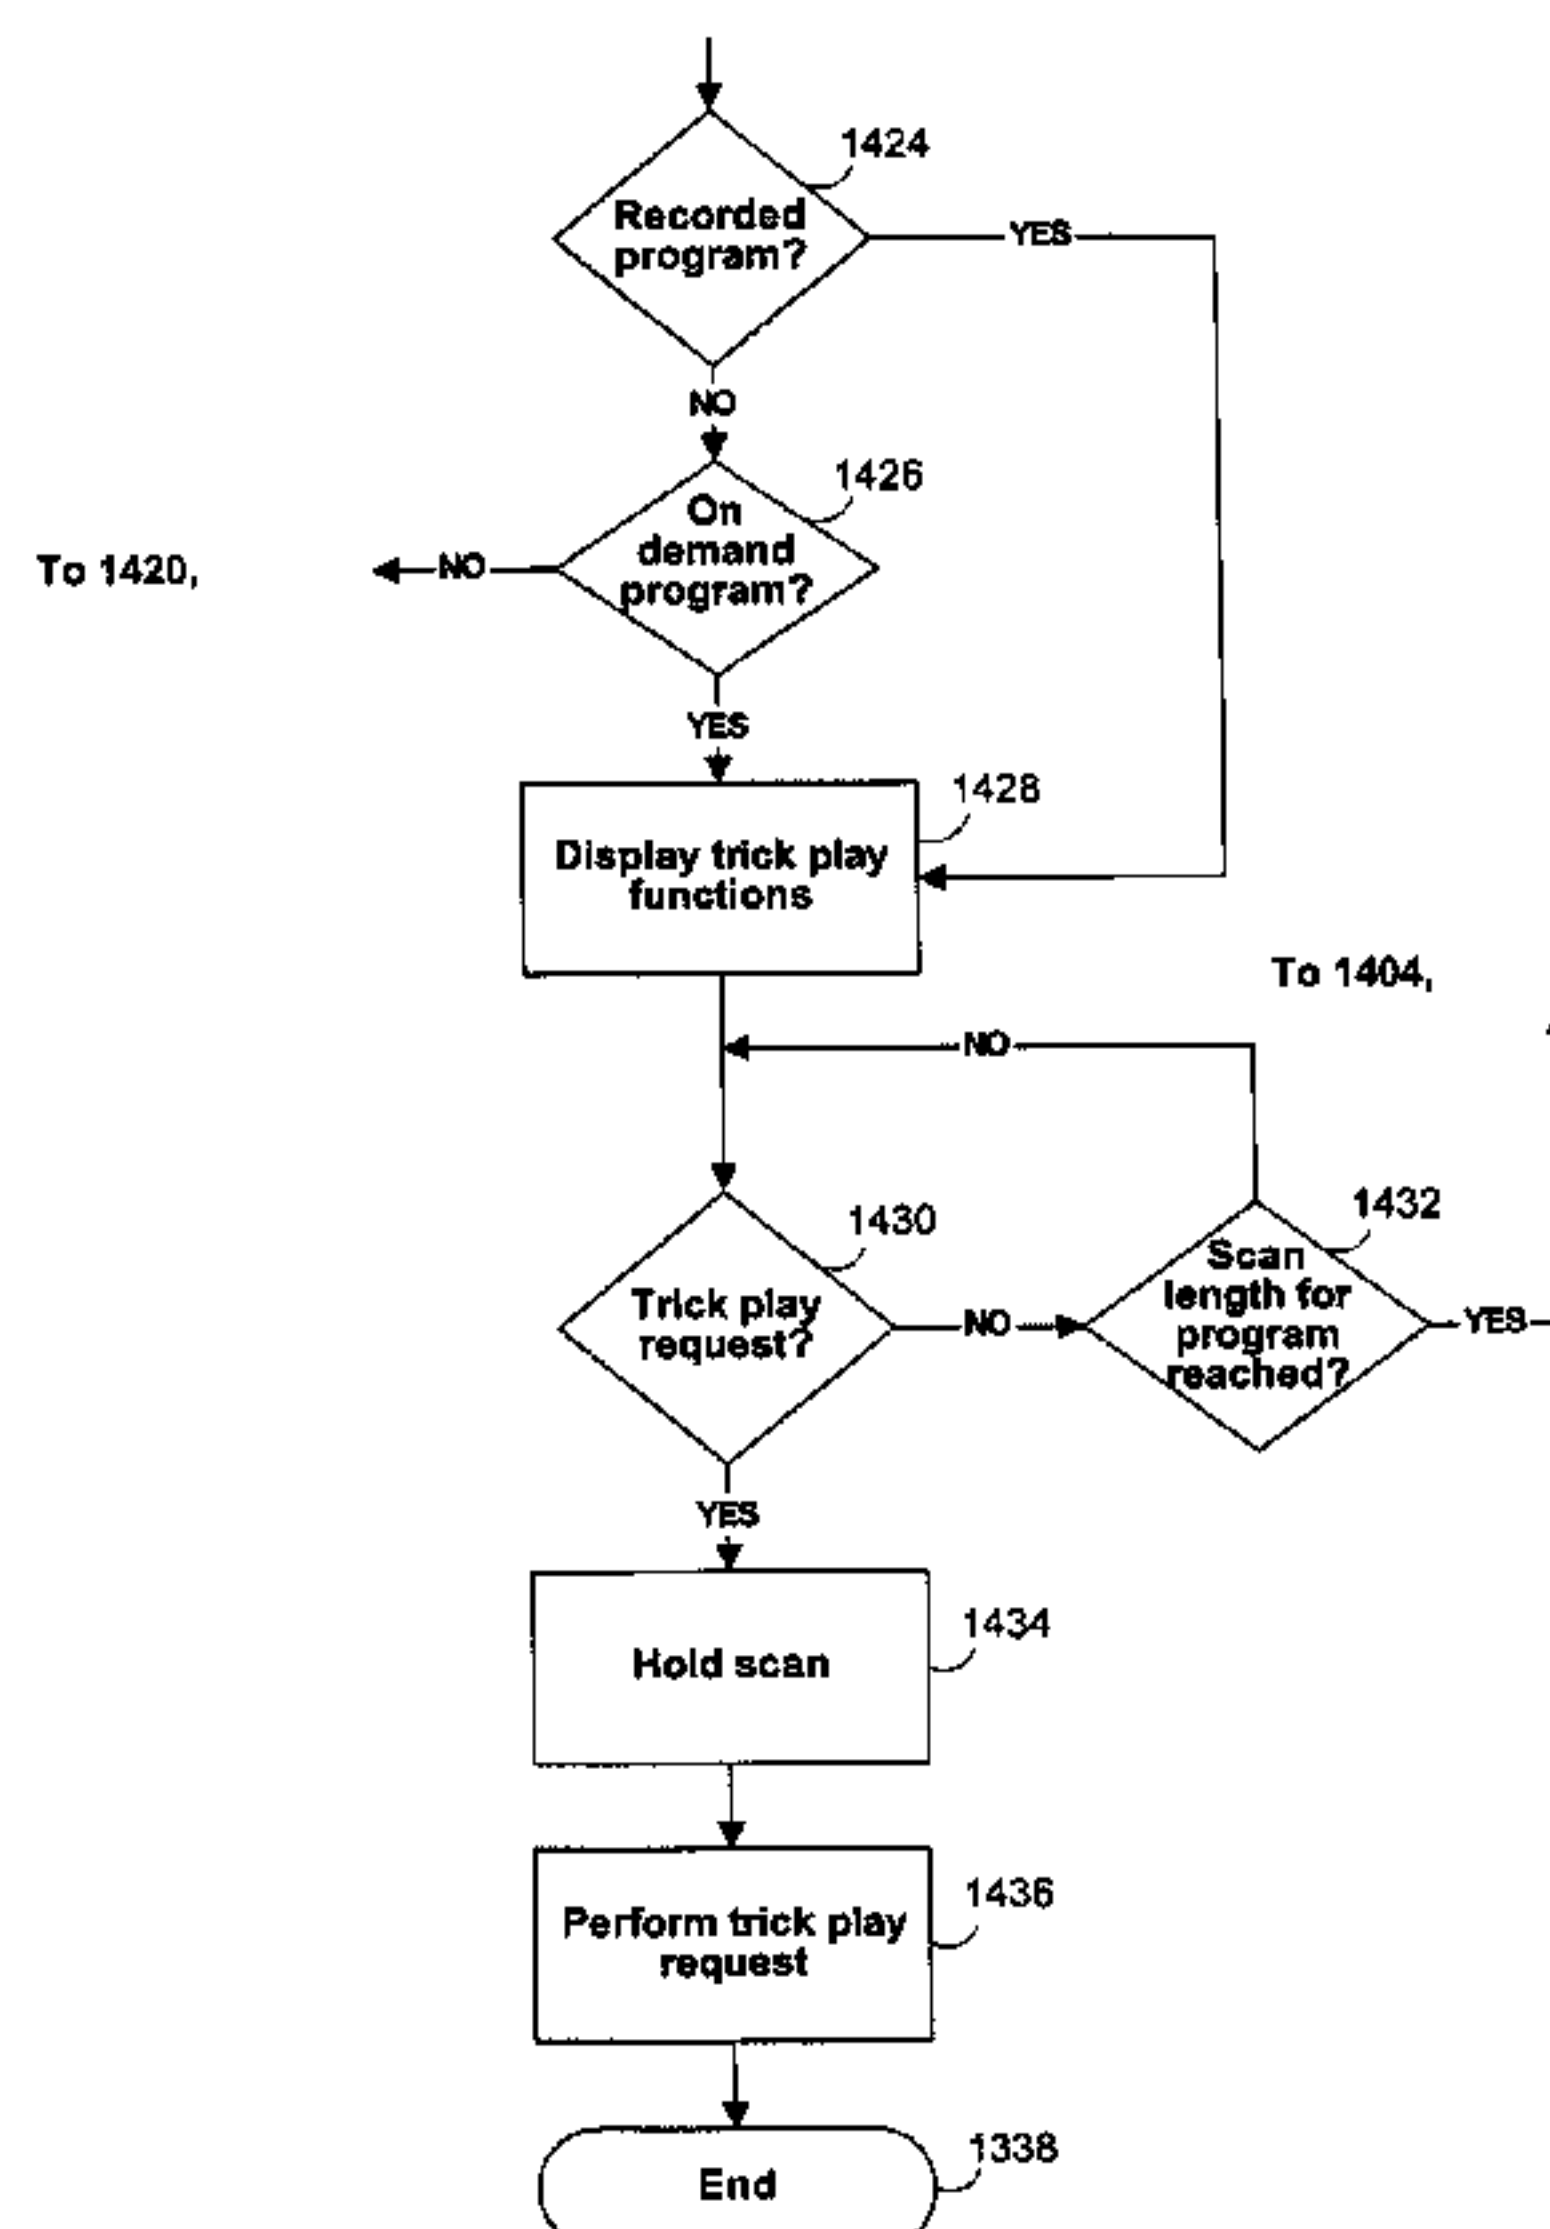 1424
Recorded
program?
YES
NO
1426
On
demand
program?
To 1420,
NO
YES
1428
Display trick play
functions
To 1404,
NO
1430
Trick play
request?
NO
1432
Scan
length for
program
reached?
YES
YES
1434
Hold scan
1436
Perform trick play
request
1338
End